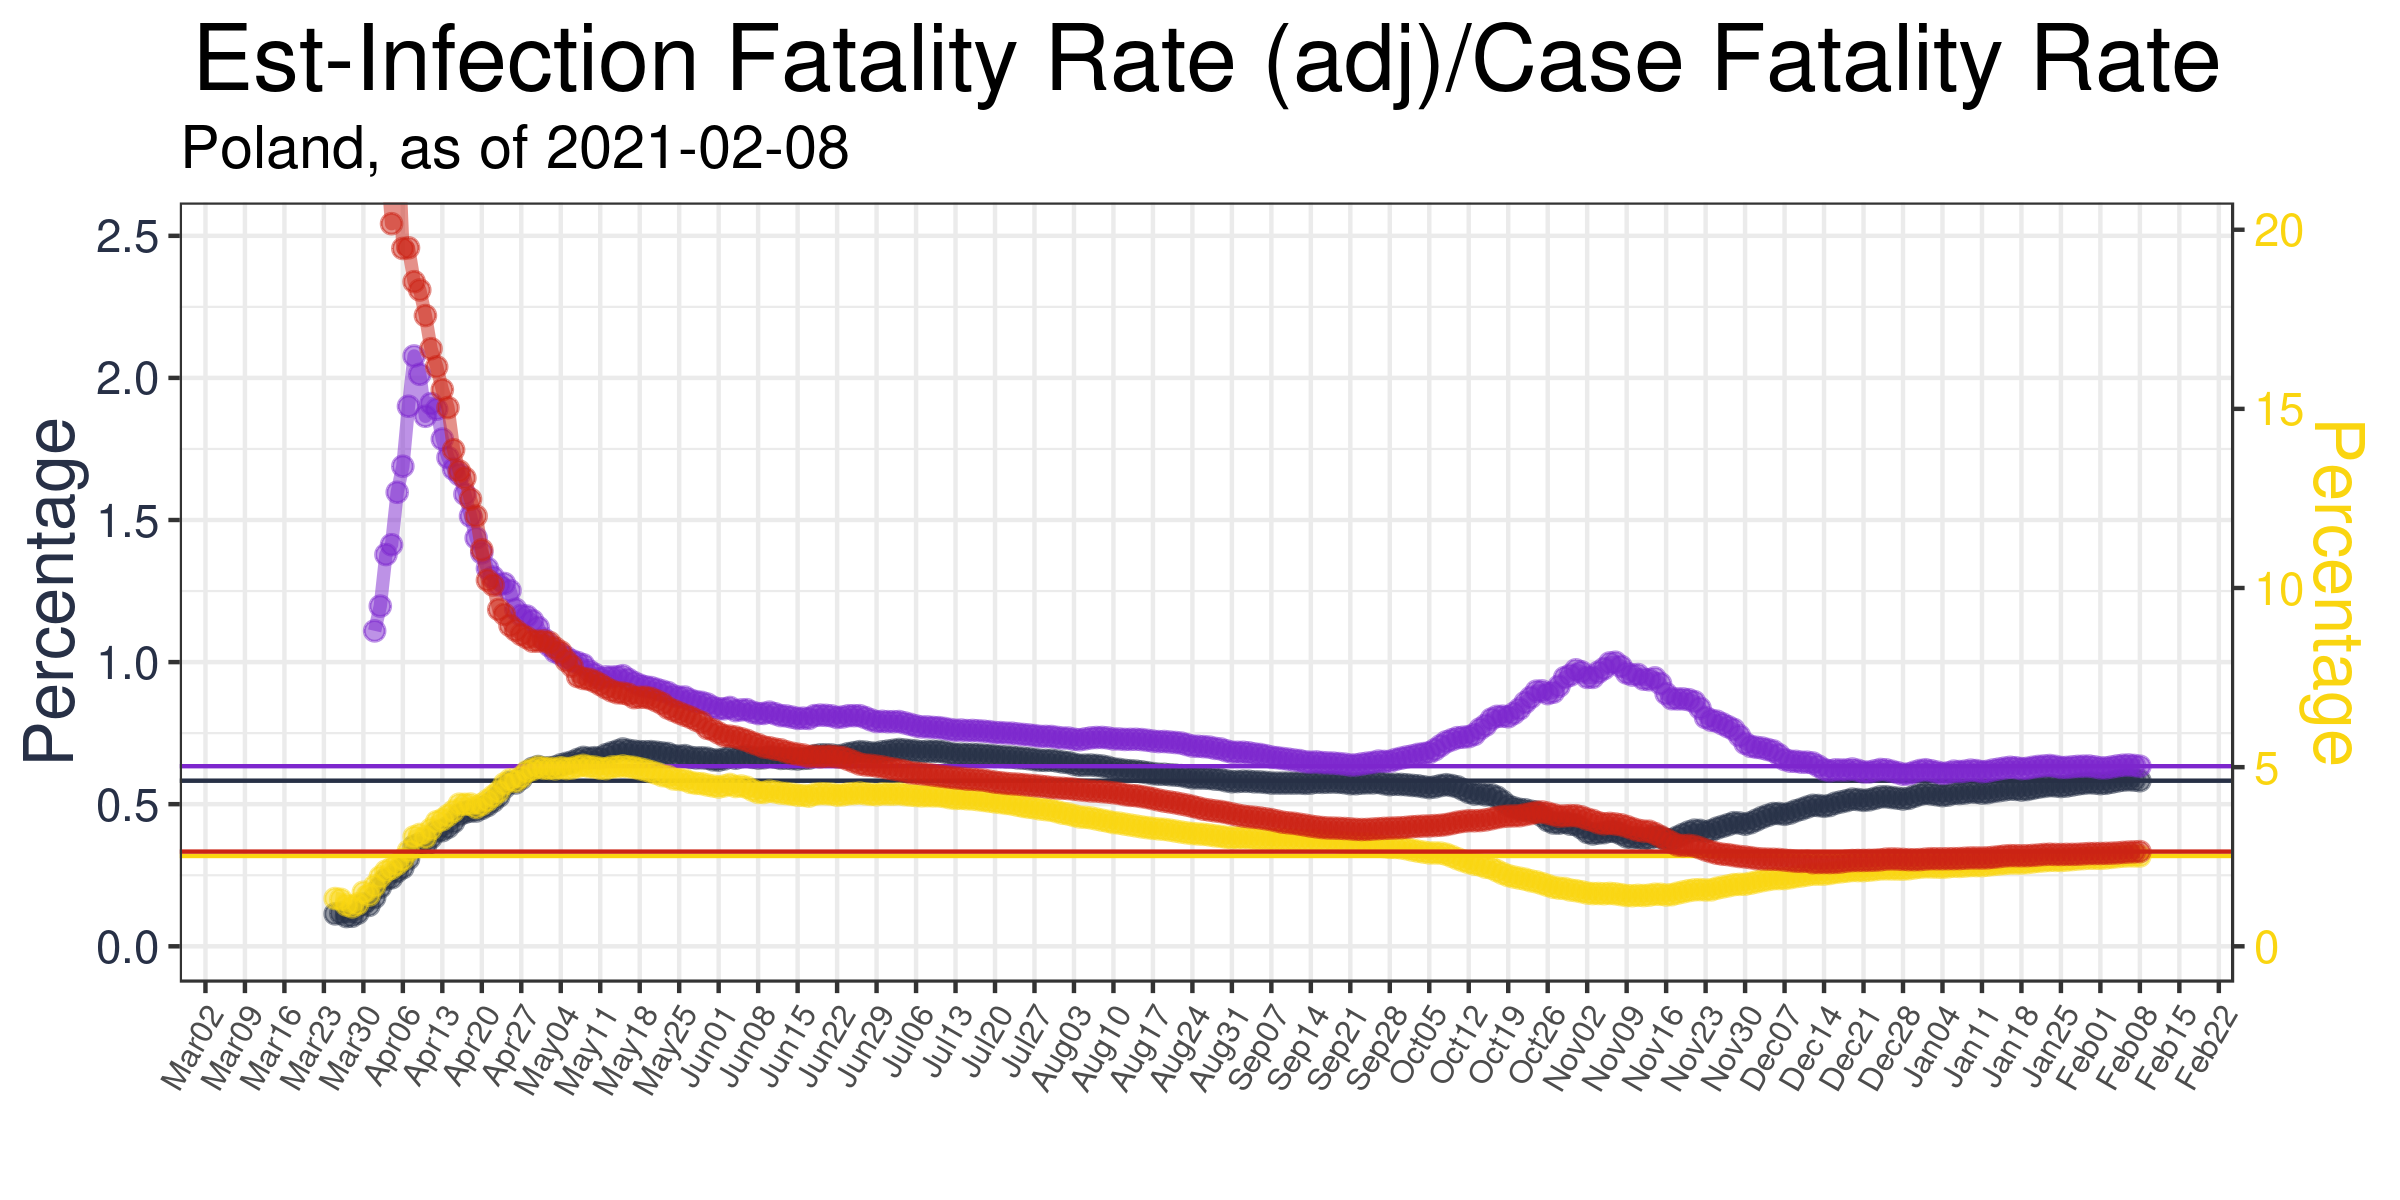 Est-Infection Fatality Rate (adj)/Case Fatality Rate
Poland, as of 2021-02-08
Percentage
2.5
2.0
1.5
1.0
0.5
0.0
20
15
10
5
0
Percentage
Mar02 Mar09 Mar16 Mar23 Mar30 Apr06 Apr13 Apr20 Apr27 May04 May11 May18 May25 Jun01 Jun08 Jun15 Jun22 Jun29 Jul06 Jul13 Jul20 Jul27 Aug03 Aug10 Aug17 Aug24 Aug31 Sep07 Sep14 Sep21 Sep28 Oct05 Oct12 Oct19 Oct26 Nov02 Nov09 Nov16 Nov23 Nov30 Dec07 Dec14 Dec21 Dec28 Jan04 Jan11 Jan18 Jan25 Feb01 Feb08 Feb15 Feb22